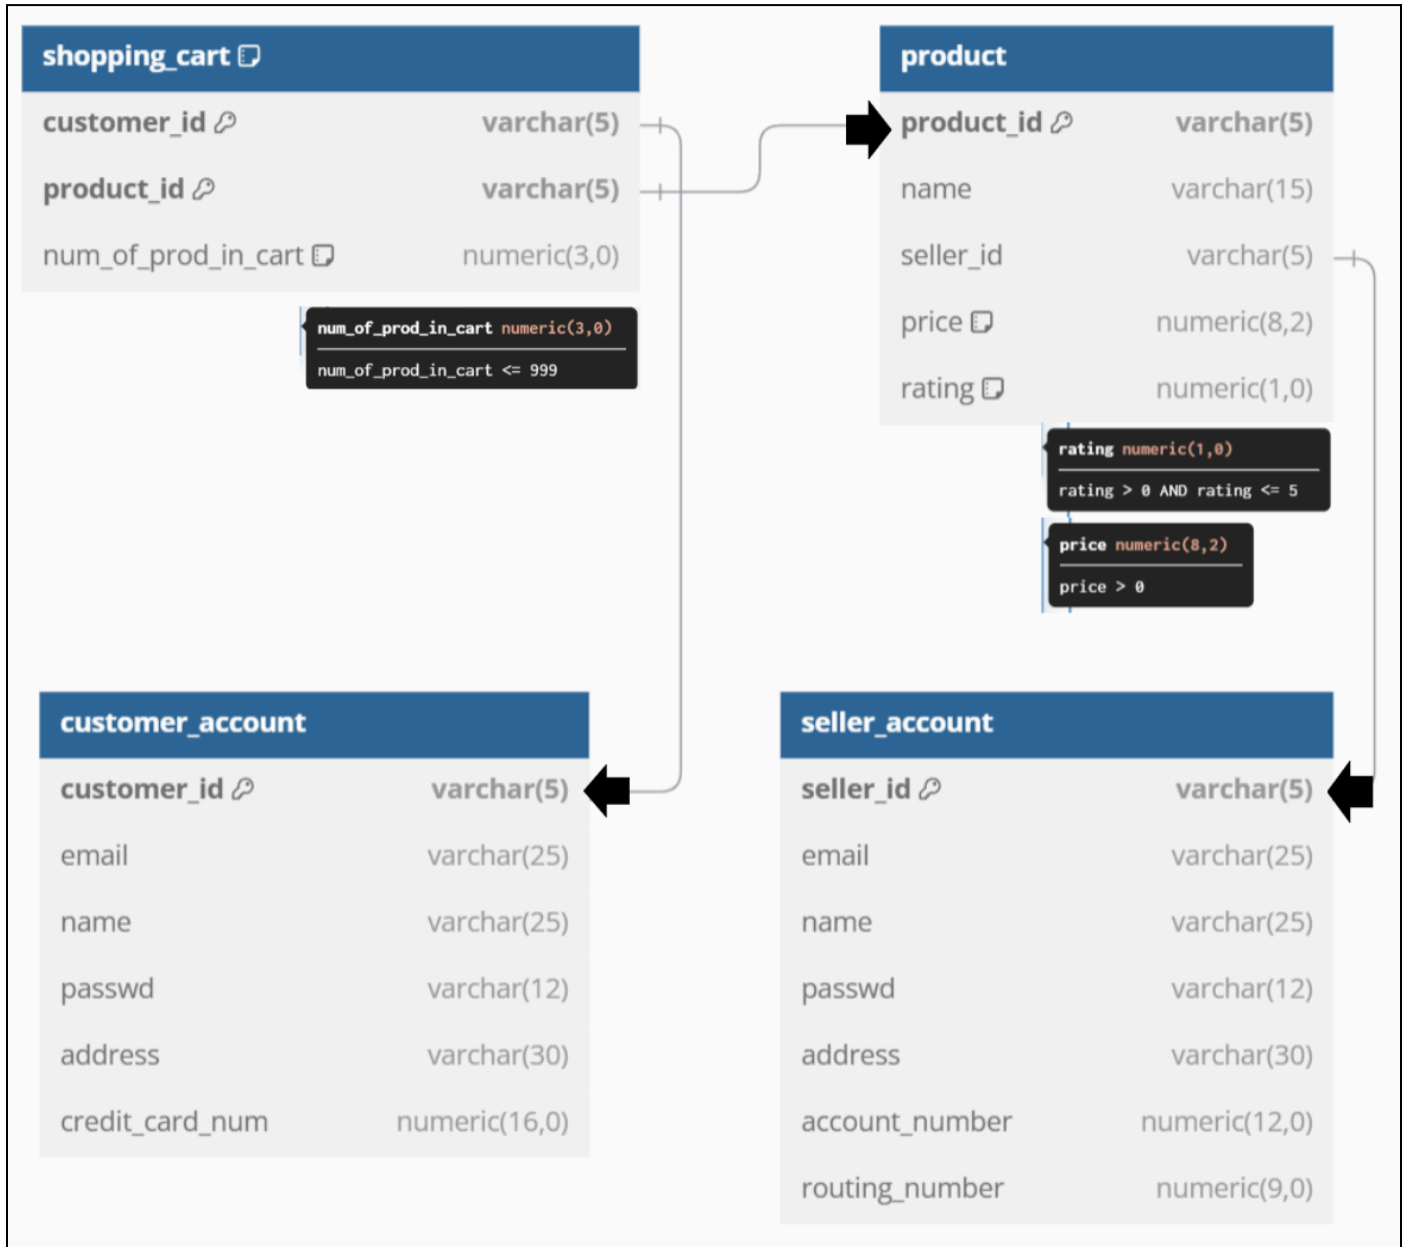 shopping_cart
customer_id varchar(5)
product_id varchar(5)
num_of_prod_in_cart numeric(3,0)
num_of_prod_in_cart numeric(3,0)
num_of_prod_in_cart <= 999
product
product_id varchar(5)
name varchar(15)
seller_id varchar(5)
price numeric(8,2)
rating numeric(1,0)
rating numeric(1,0)
rating > 0 AND rating <= 5
price numeric(8,2)
price > 0
customer_account
customer_id varchar(5)
email varchar(25)
name varchar(25)
passwd varchar(12)
address varchar(30)
credit_card_num numeric(16,0)
seller_account
seller_id varchar(5)
email varchar(25)
name varchar(25)
passwd varchar(12)
address varchar(30)
account_number numeric(12,0)
routing_number numeric(9,0)